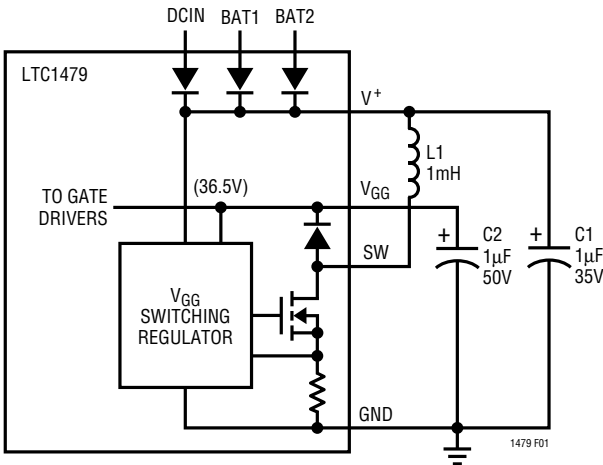 DCIN BAT1 BAT2
LTC1479
V+
L1
1mH
TO GATE
DRIVERS
(36.5V)
VGG
SW
+
C2
1µF
50V
+
C1
1µF
35V
VGG
SWITCHING
REGULATOR
GND
1479 F01